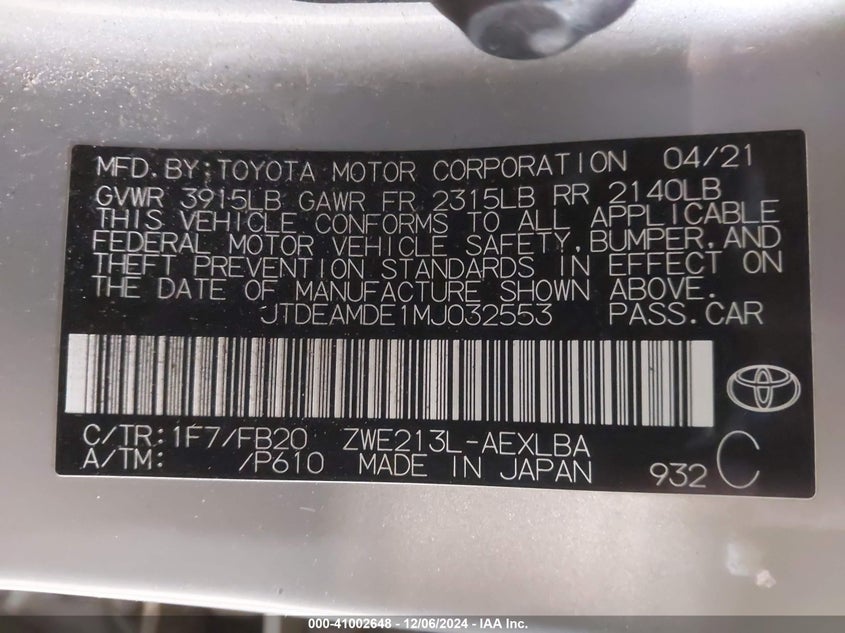 MFD. BY: TOYOTA MOTOR CORPORATION 04/21
GVWR 3915LB GAWR FR 2315LB RR 2140LB
THIS VEHICLE CONFORMS TO ALL APPLICABLE
FEDERAL MOTOR VEHICLE SAFETY, BUMPER, AND
THEFT PREVENTION STANDARDS IN EFFECT ON
THE DATE OF MANUFACTURE SHOWN ABOVE.
JTDEAMDE1MJ032553 PASS. CAR
C/TR: 1F7/FB20 ZWE213L-AEXLBA
A/TM: /P610 MADE IN JAPAN 932 C
000-41002648 - 12/06/2024 - IAA Inc.